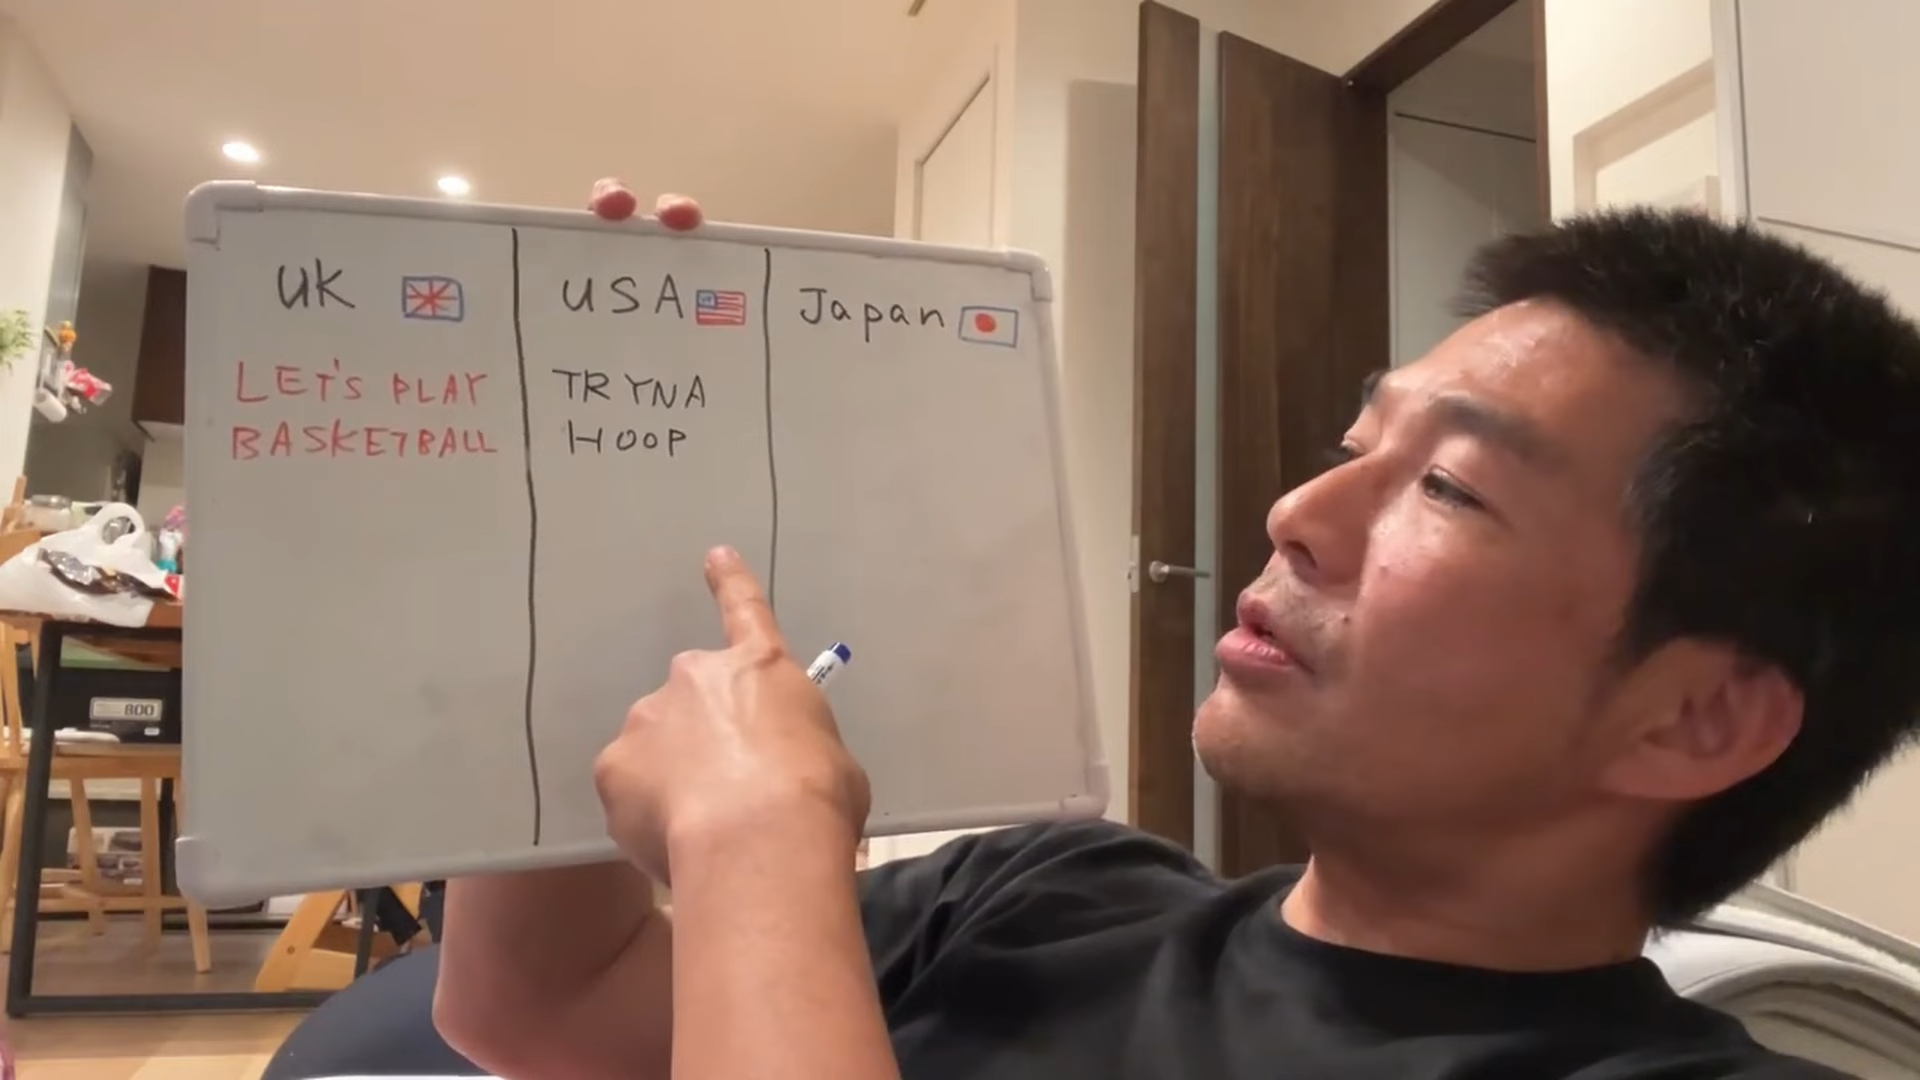 UK
LET'S PLAY
BASKETBALL
USA
TRYNA
HOOP
Japan
800